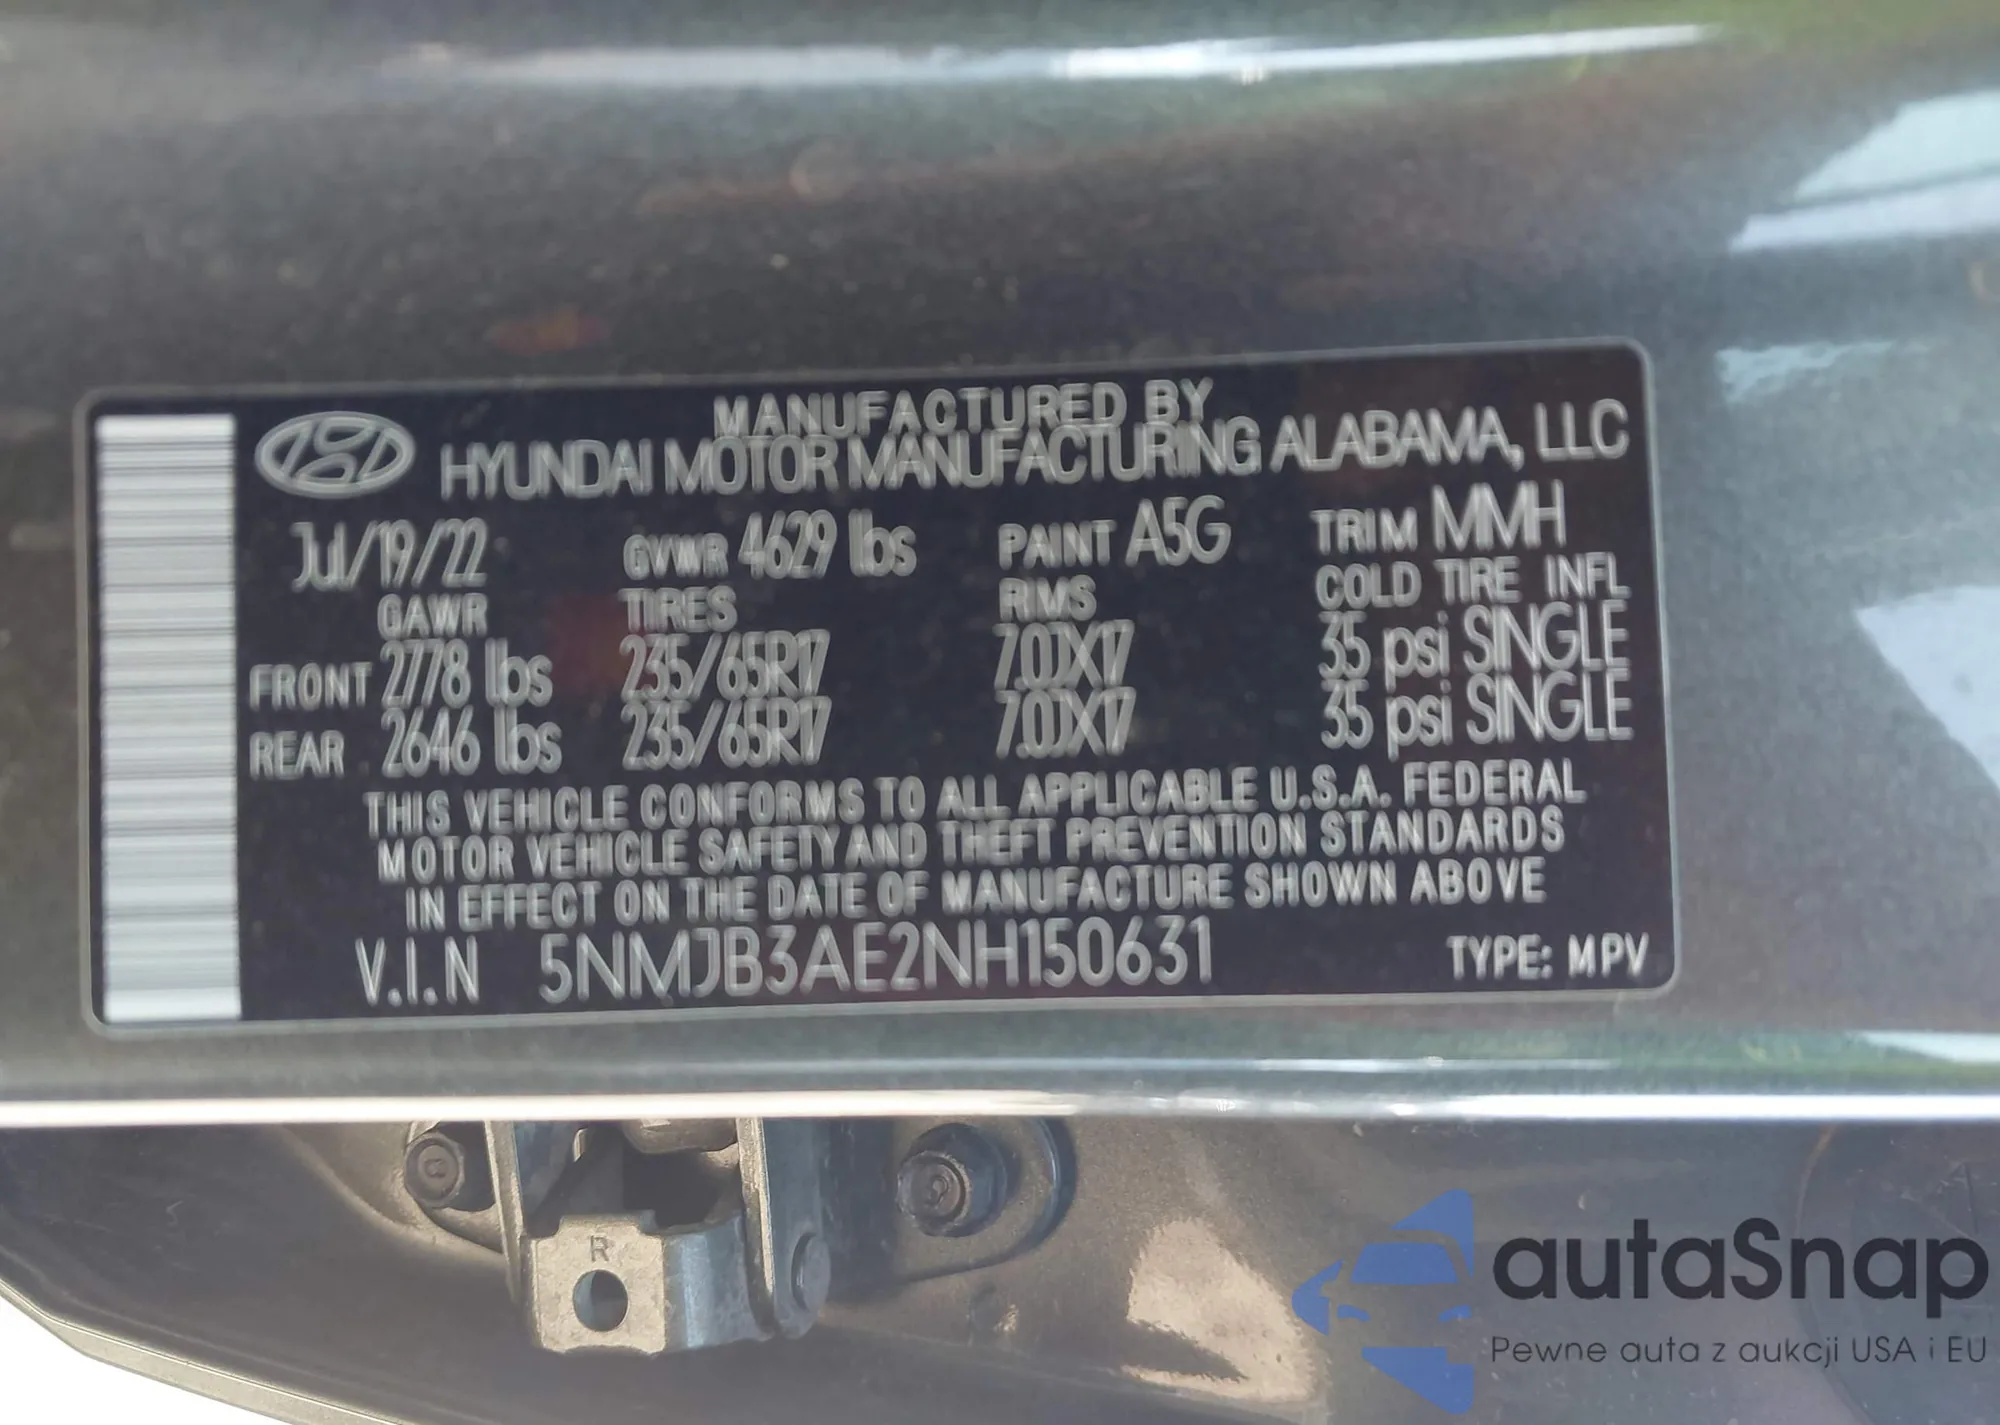 MANUFACTURED BY
HYUNDAI MOTOR MANUFACTURING ALABAMA, LLC
Jul/19/22 GVWR 4629 lbs PAINT A5G TRIM MMH
GAWR TIRES RIMS COLD TIRE INFL
FRONT 2778 lbs 235/65R17 7.0JX17 35 psi SINGLE
REAR 2646 lbs 235/65R17 7.0JX17 35 psi SINGLE
THIS VEHICLE CONFORMS TO ALL APPLICABLE U.S.A. FEDERAL
MOTOR VEHICLE SAFETY AND THEFT PREVENTION STANDARDS
IN EFFECT ON THE DATE OF MANUFACTURE SHOWN ABOVE
V.I.N 5NMJB3AE2NH150631 TYPE: MPV
R
autaSnap
Pewne auta z aukcji USA i EU